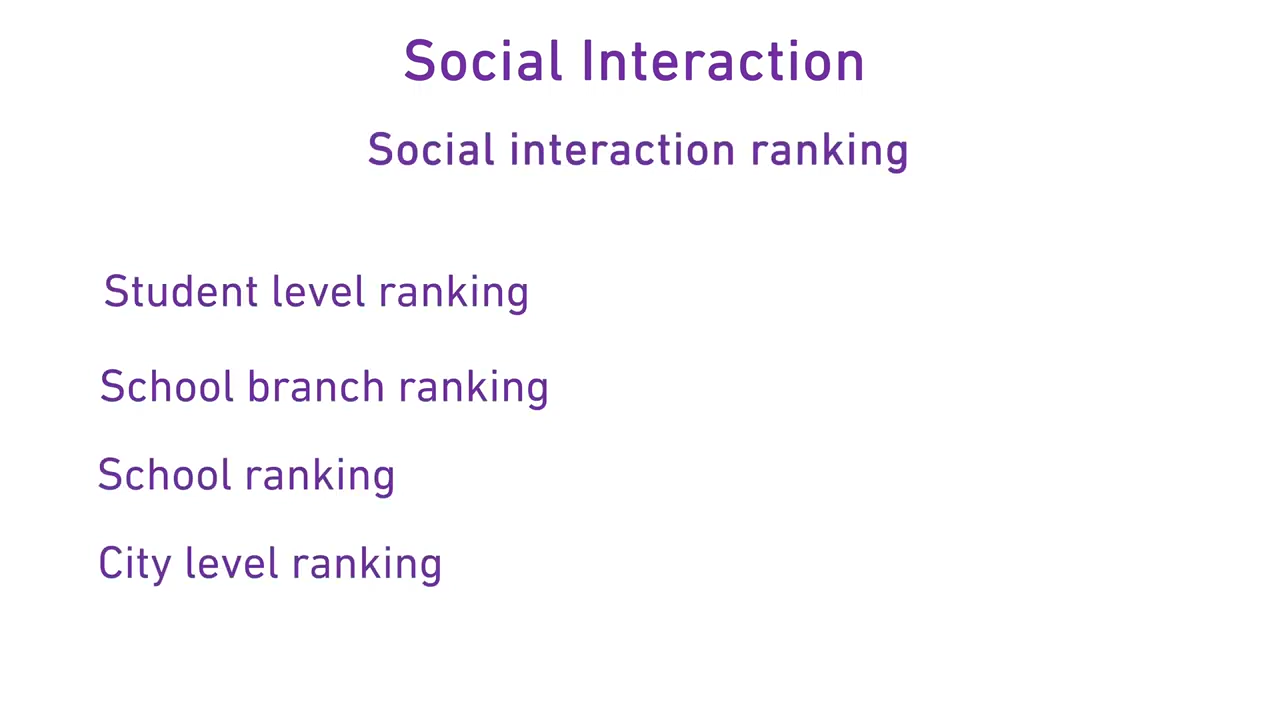 Social Interaction
Social interaction ranking
Student level ranking
School branch ranking
School ranking
City level ranking